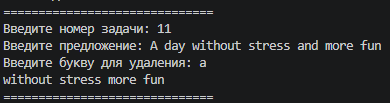 ==============================
Введите номер задачи: 11
Введите предложение: A day without stress and more fun
Введите букву для удаления: a
without stress more fun
==============================